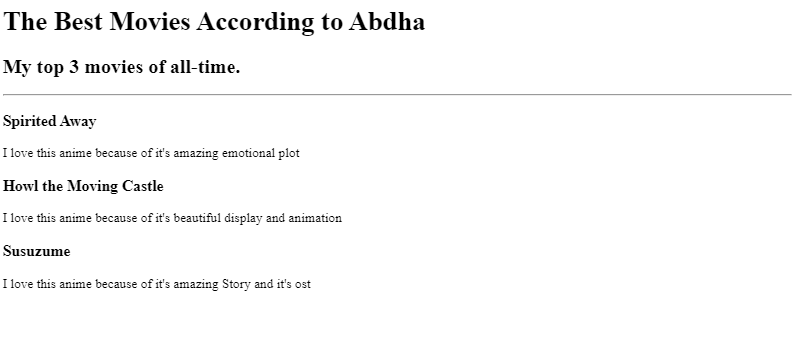 The Best Movies According to Abdha
My top 3 movies of all-time.
Spirited Away
I love this anime because of it's amazing emotional plot
Howl the Moving Castle
I love this anime because of it's beautiful display and animation
Susuzume
I love this anime because of it's amazing Story and it's ost